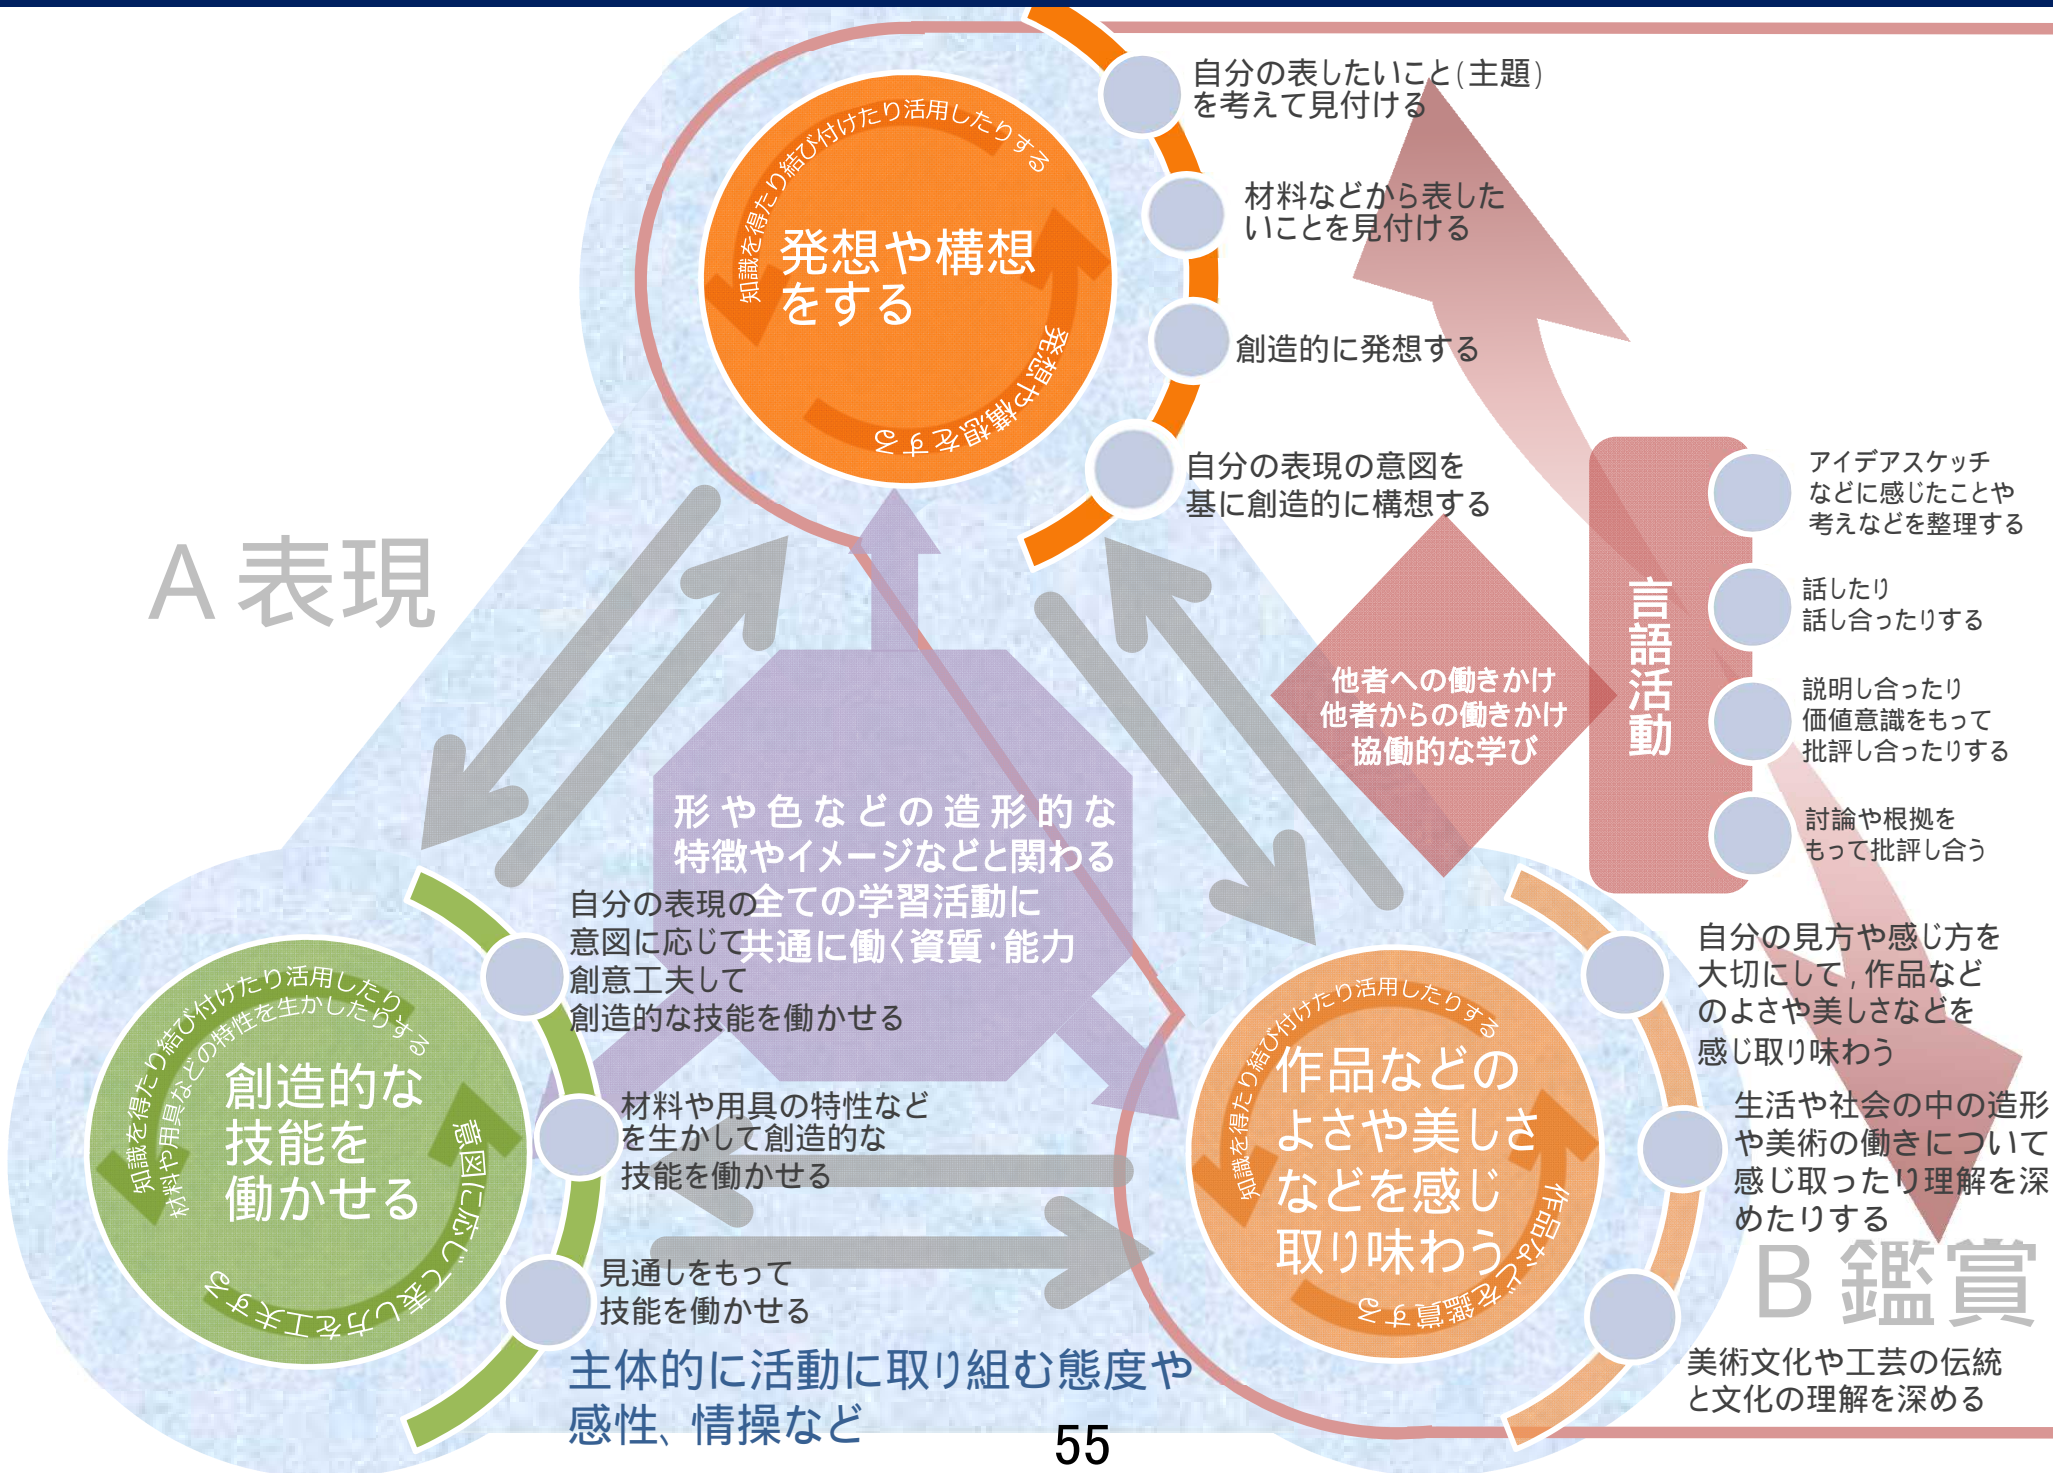 自分の表したいこと(主題)
を考えて見付ける
材料などから表した
いことを見付ける
創造的に発想する
自分の表現の意図を
基に創造的に構想する
知識を得たり結び付けたり活用したりする
発想や構想
をする
発想や構想をする
A 表現
言語活動
アイデアスケッチ
などに感じたことや
考えなどを整理する
話したり
話し合ったりする
説明し合ったり
価値意識をもって
批評し合ったりする
討論や根拠を
もって批評し合う
他者への働きかけ
他者からの働きかけ
協働的な学び
形や色などの造形的な
特徴やイメージなどと関わる
全ての学習活動に
共通に働く資質・能力
自分の表現の
意図に応じて
創意工夫して
創造的な技能を働かせる
材料や用具の特性など
を生かして創造的な
技能を働かせる
見通しをもって
技能を働かせる
知識を得たり結び付けたり活用したり
材料や用具などの特性を生かしたりする
創造的な
技能を
働かせる
意図に応じて表し方を工夫する
知識を得たり結び付けたり活用したりする
作品などの
よさや美しさ
などを感じ
取り味わう
作品などを鑑賞する
自分の見方や感じ方を
大切にして,作品など
のよさや美しさなどを
感じ取り味わう
生活や社会の中の造形
や美術の働きについて
感じ取ったり理解を深
めたりする
B 鑑賞
美術文化や工芸の伝統
と文化の理解を深める
主体的に活動に取り組む態度や
感性、情操など
55